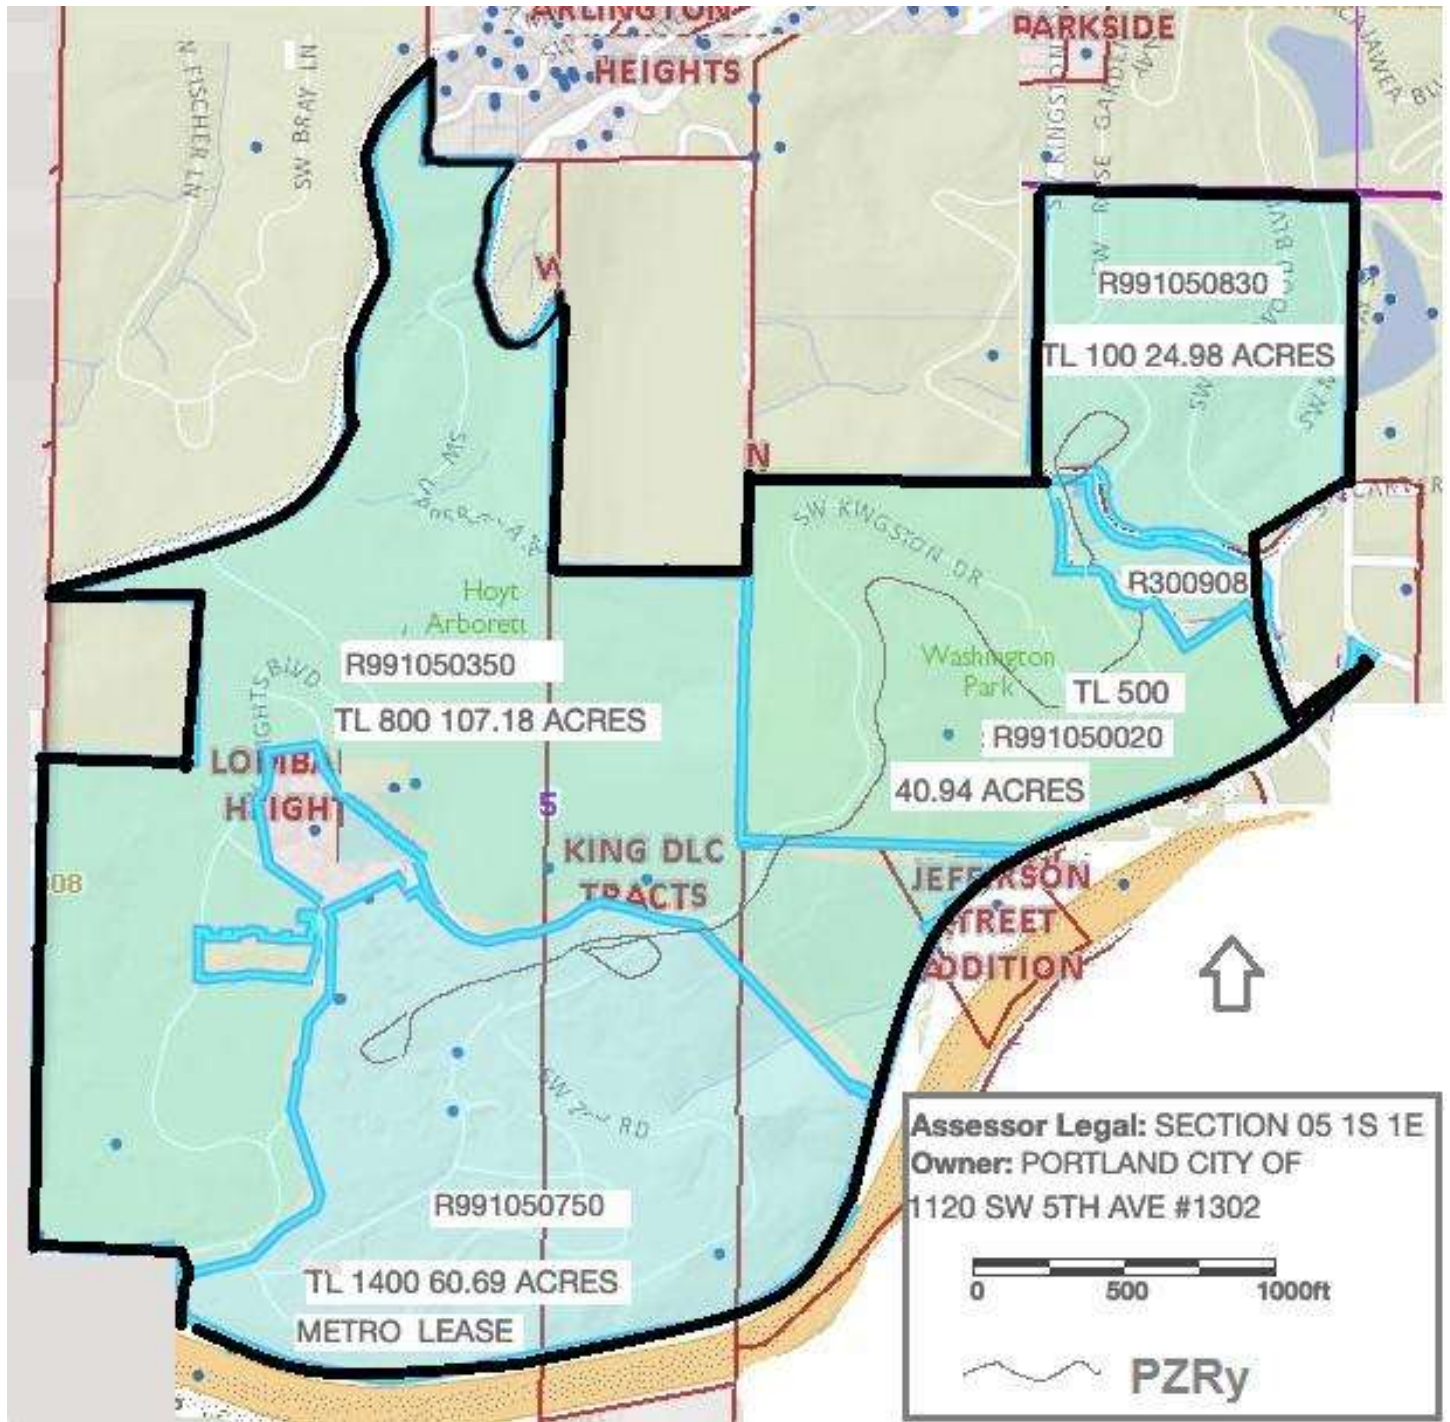 ARLINGTON
HEIGHTS
PARKSIDE
N FISCHER LN
SW BRAY LN
W
N
R991050830
TL 100 24.98 ACRES
SW KINGSTON DR
R300908
Hoyt
Arboretu
R991050350
TL 800 107.18 ACRES
Washington
Park
TL 500
R991050020
40.94 ACRES
5
KING DLC
TRACTS
08
JEFFERSON
STREET
ADDITION
R991050750
TL 1400 60.69 ACRES
METRO LEASE
Assessor Legal: SECTION 05 1S 1E
Owner: PORTLAND CITY OF
1120 SW 5TH AVE #1302
0 500 1000ft
PZRy